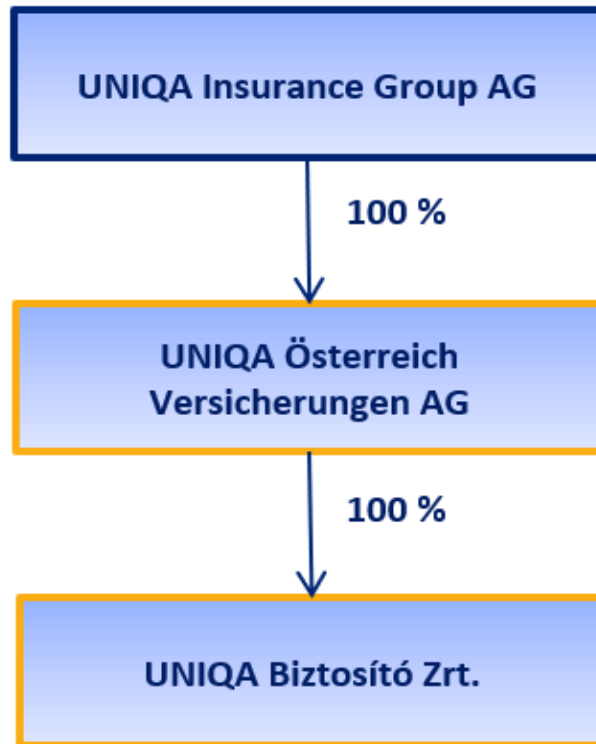 UNIQA Insurance Group AG
100 %
UNIQA Österreich
Versicherungen AG
100 %
UNIQA Biztosító Zrt.